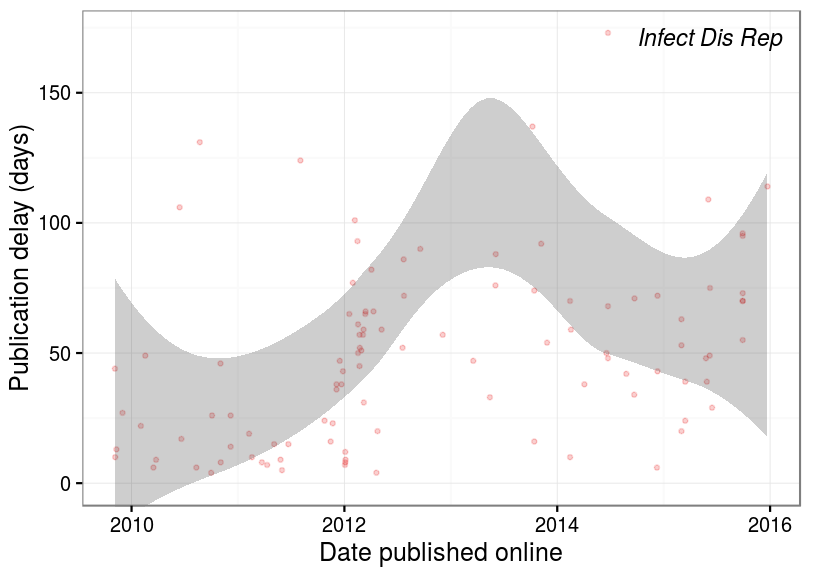 Infect Dis Rep
150
100
50
0
2010 2012 2014 2016
Date published online
Publication delay (days)